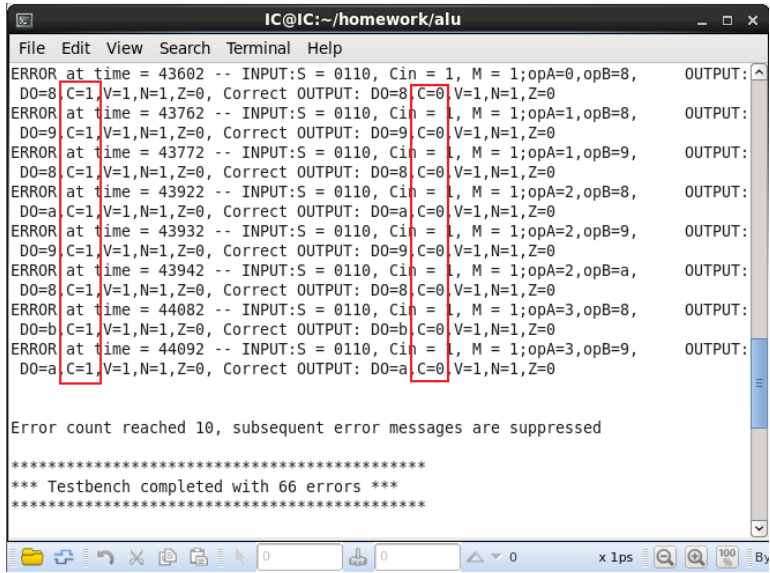 IC@IC:~/homework/alu
File Edit View Search Terminal Help
ERROR at time = 43602 -- INPUT:S = 0110, Cin = 1, M = 1;opA=0,opB=8, OUTPUT:
DO=8,C=1,V=1,N=1,Z=0, Correct OUTPUT: DO=8,C=0,V=1,N=1,Z=0
ERROR at time = 43762 -- INPUT:S = 0110, Cin = 1, M = 1;opA=1,opB=8, OUTPUT:
DO=9,C=1,V=1,N=1,Z=0, Correct OUTPUT: DO=9,C=0,V=1,N=1,Z=0
ERROR at time = 43772 -- INPUT:S = 0110, Cin = 1, M = 1;opA=1,opB=9, OUTPUT:
DO=8,C=1,V=1,N=1,Z=0, Correct OUTPUT: DO=8,C=0,V=1,N=1,Z=0
ERROR at time = 43922 -- INPUT:S = 0110, Cin = 1, M = 1;opA=2,opB=8, OUTPUT:
DO=a,C=1,V=1,N=1,Z=0, Correct OUTPUT: DO=a,C=0,V=1,N=1,Z=0
ERROR at time = 43932 -- INPUT:S = 0110, Cin = 1, M = 1;opA=2,opB=9, OUTPUT:
DO=9,C=1,V=1,N=1,Z=0, Correct OUTPUT: DO=9,C=0,V=1,N=1,Z=0
ERROR at time = 43942 -- INPUT:S = 0110, Cin = 1, M = 1;opA=2,opB=a, OUTPUT:
DO=8,C=1,V=1,N=1,Z=0, Correct OUTPUT: DO=8,C=0,V=1,N=1,Z=0
ERROR at time = 44082 -- INPUT:S = 0110, Cin = 1, M = 1;opA=3,opB=8, OUTPUT:
DO=b,C=1,V=1,N=1,Z=0, Correct OUTPUT: DO=b,C=0,V=1,N=1,Z=0
ERROR at time = 44092 -- INPUT:S = 0110, Cin = 1, M = 1;opA=3,opB=9, OUTPUT:
DO=a,C=1,V=1,N=1,Z=0, Correct OUTPUT: DO=a,C=0,V=1,N=1,Z=0
Error count reached 10, subsequent error messages are suppressed
*********************************************
*** Testbench completed with 66 errors ***
*********************************************
0 0 0 x 1ps 100 % By